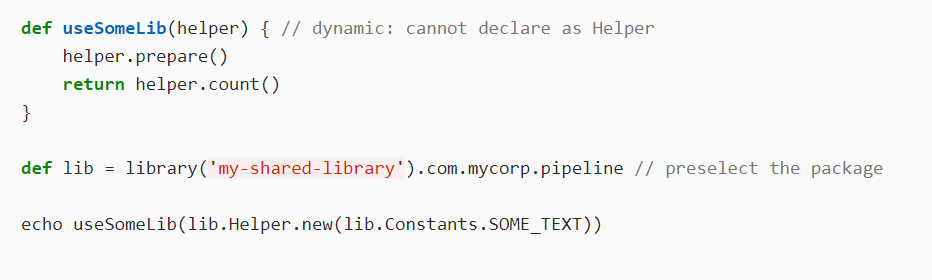 def useSomeLib(helper) { // dynamic: cannot declare as Helper
    helper.prepare()
    return helper.count()
}
def lib = library('my-shared-library').com.mycorp.pipeline // preselect the package
echo useSomeLib(lib.Helper.new(lib.Constants.SOME_TEXT))